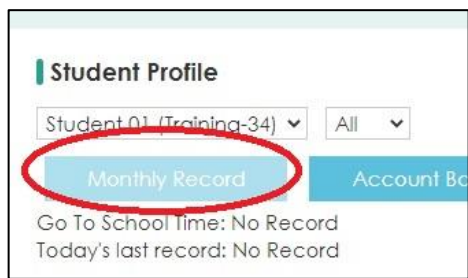 Student Profile
Student 01 (Training-34) All
Monthly Record Account Ba
Go To School Time: No Record
Today's last record: No Record